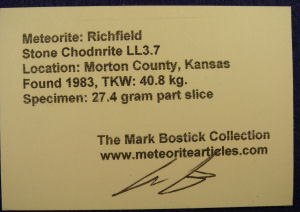 Meteorite: Richfield
Stone Chodnrite LL3.7
Location: Morton County, Kansas
Found 1983, TKW: 40.8 kg.
Specimen: 27.4 gram part slice
The Mark Bostick Collection
www.meteoritearticles.com